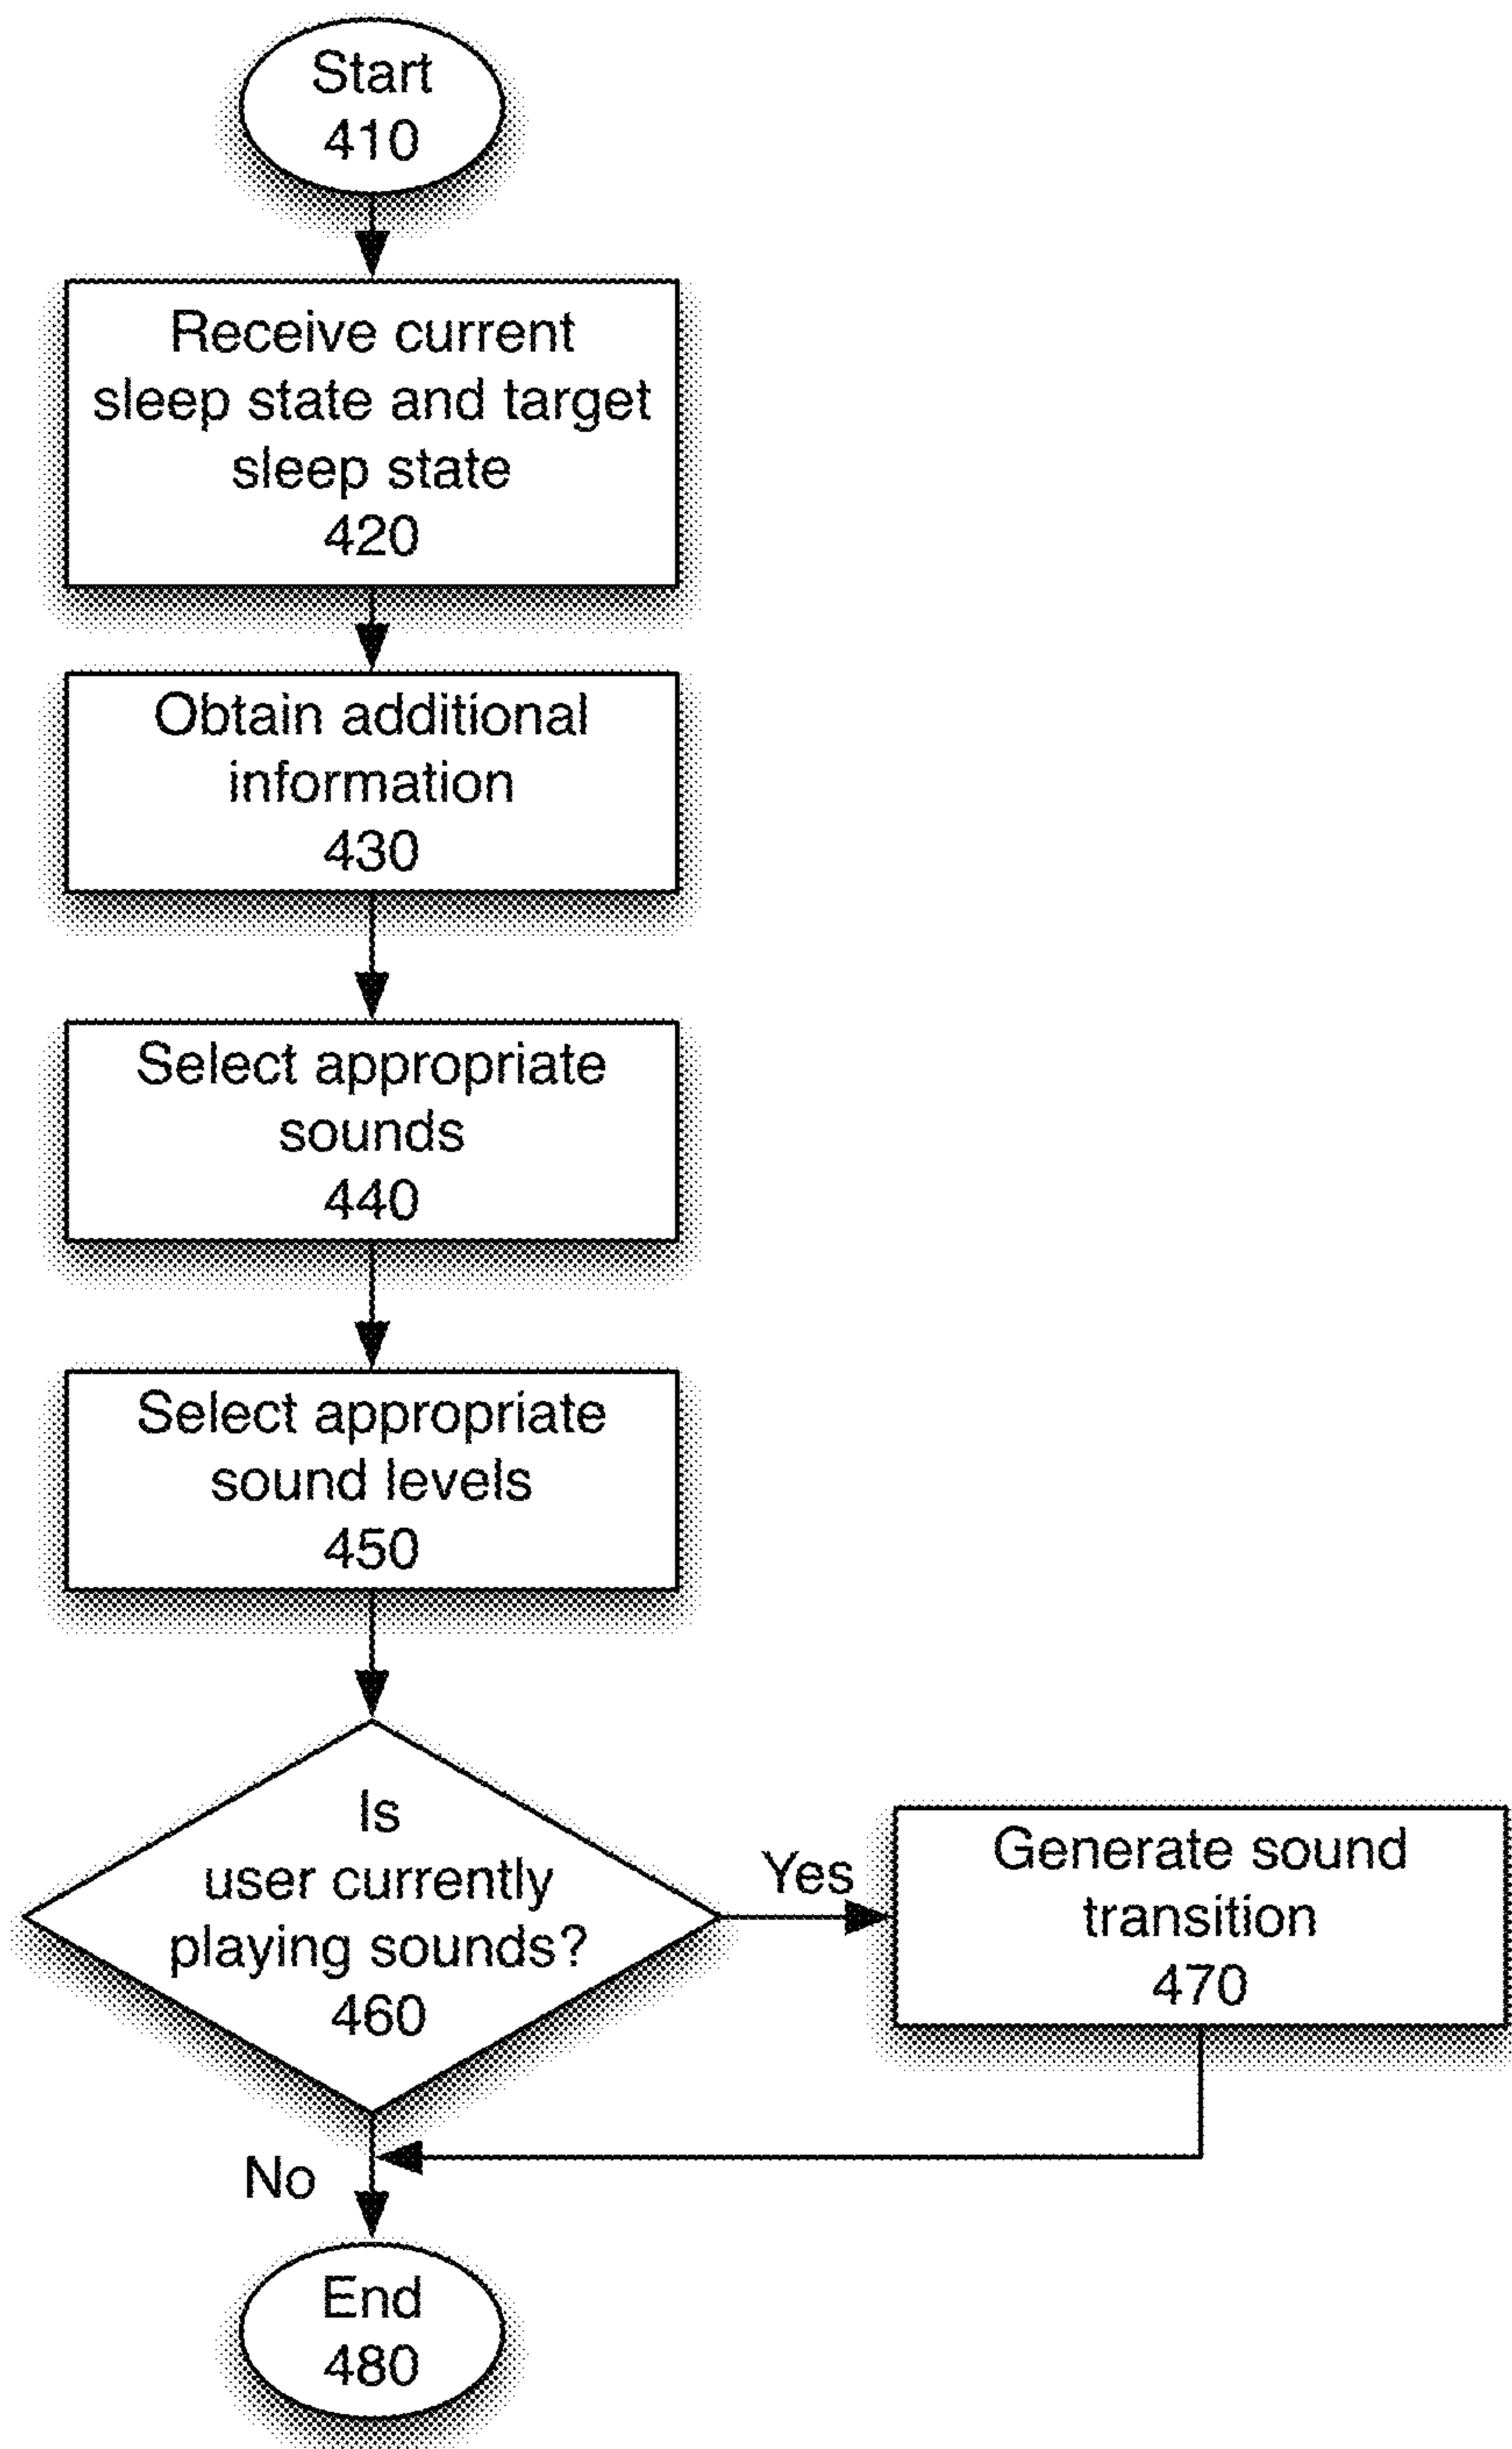 Start
410
Receive current
sleep state and target
sleep state
420
Obtain additional
information
430
Select appropriate
sounds
440
Select appropriate
sound levels
450
Is
user currently
playing sounds?
460
Yes
Generate sound
transition
470
No
End
480